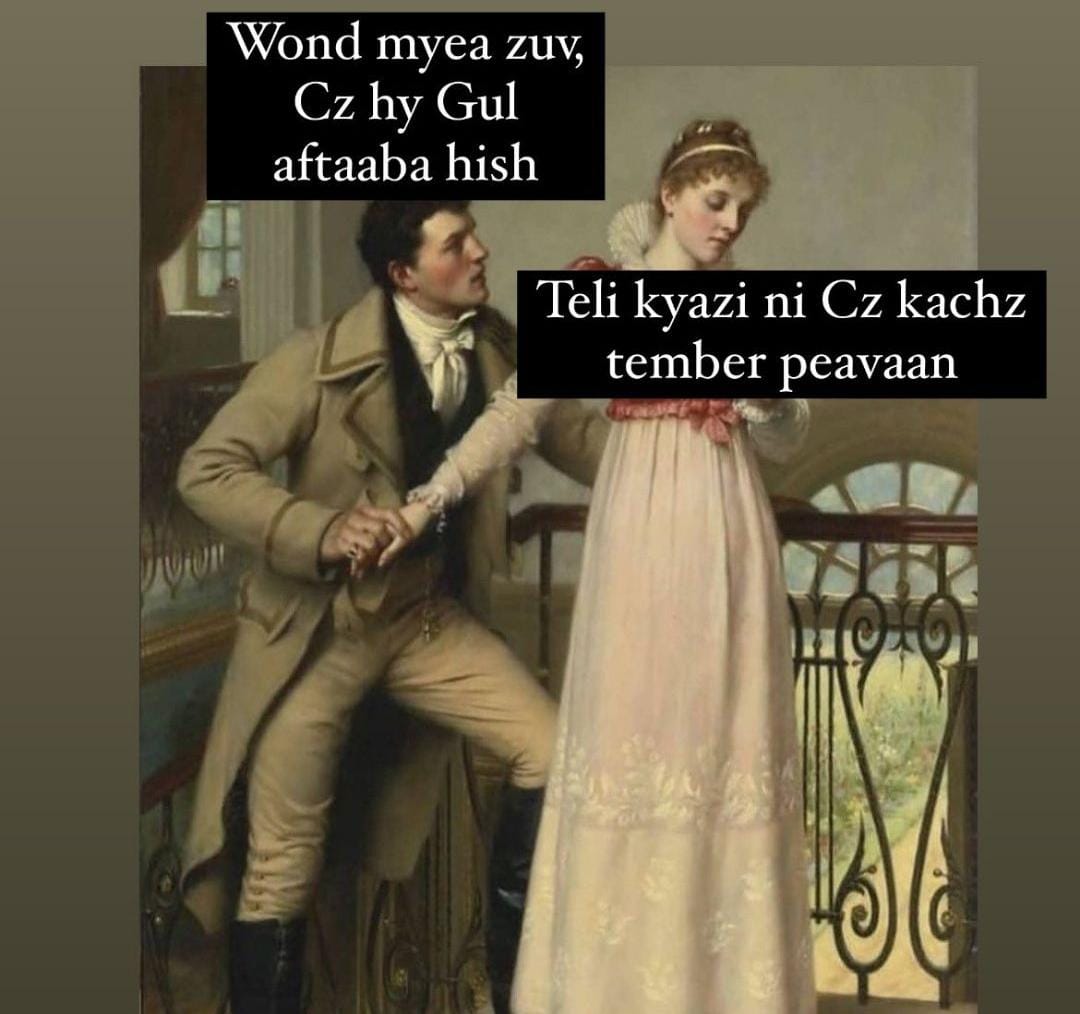 Wond myea zuv,
Cz hy Gul
aftaaba hish
Teli kyazi ni Cz kachz
tember peavaan